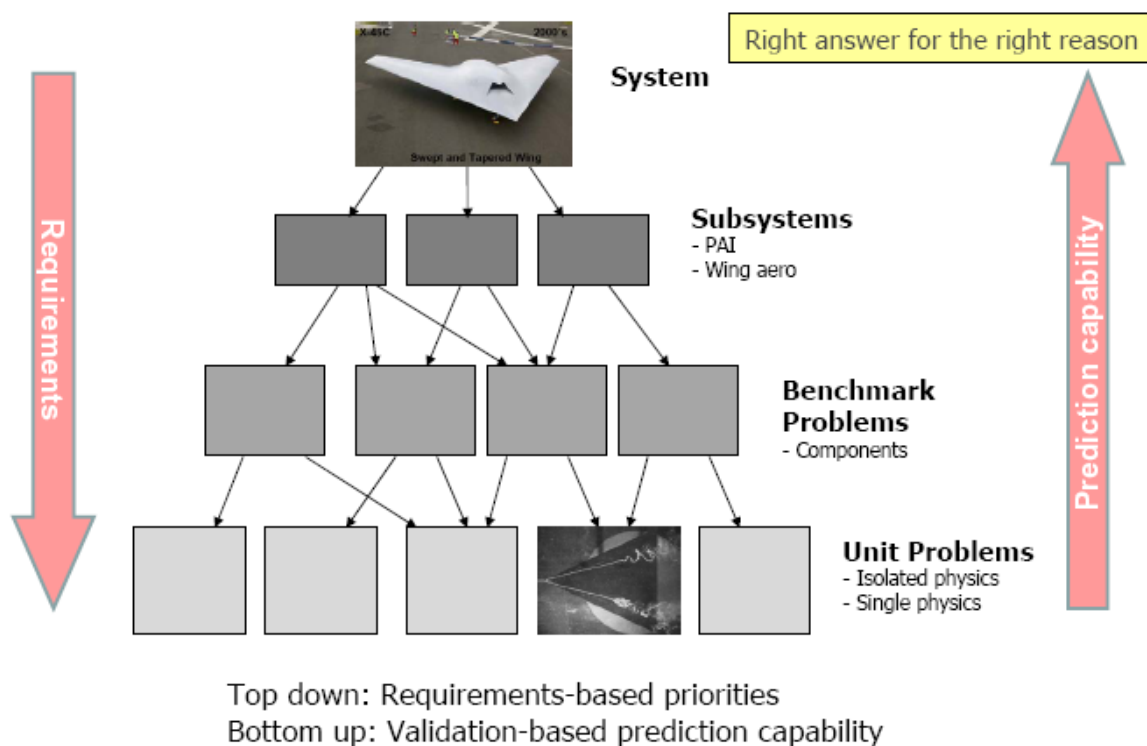 X-45C
2000's
Swept and Tapered Wing
Right answer for the right reason
System
Requirements
Prediction capability
Subsystems
- PAI
- Wing aero
Benchmark
Problems
- Components
Unit Problems
- Isolated physics
- Single physics
Top down: Requirements-based priorities
Bottom up: Validation-based prediction capability